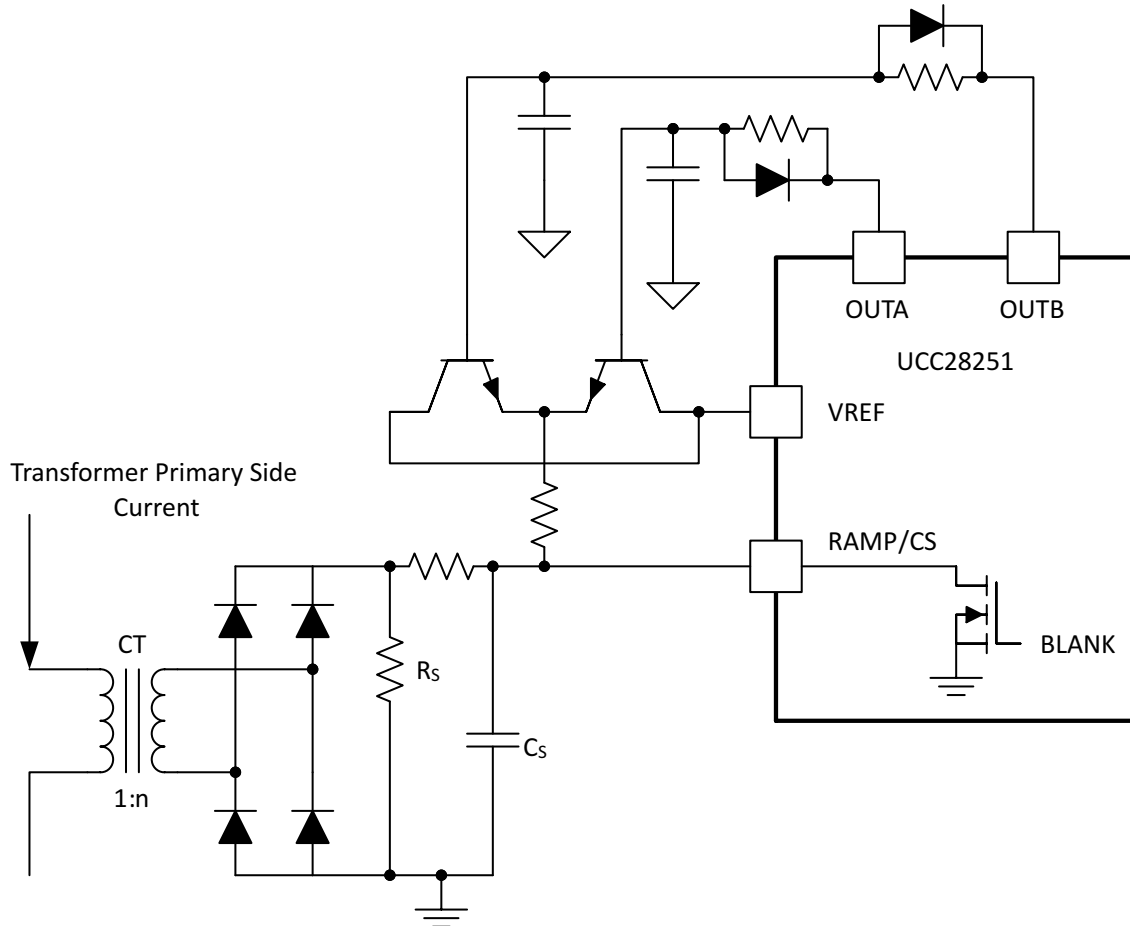 OUTA
OUTB
UCC28251
VREF
Transformer Primary Side
Current
RAMP/CS
CT
RS
BLANK
CS
1:n